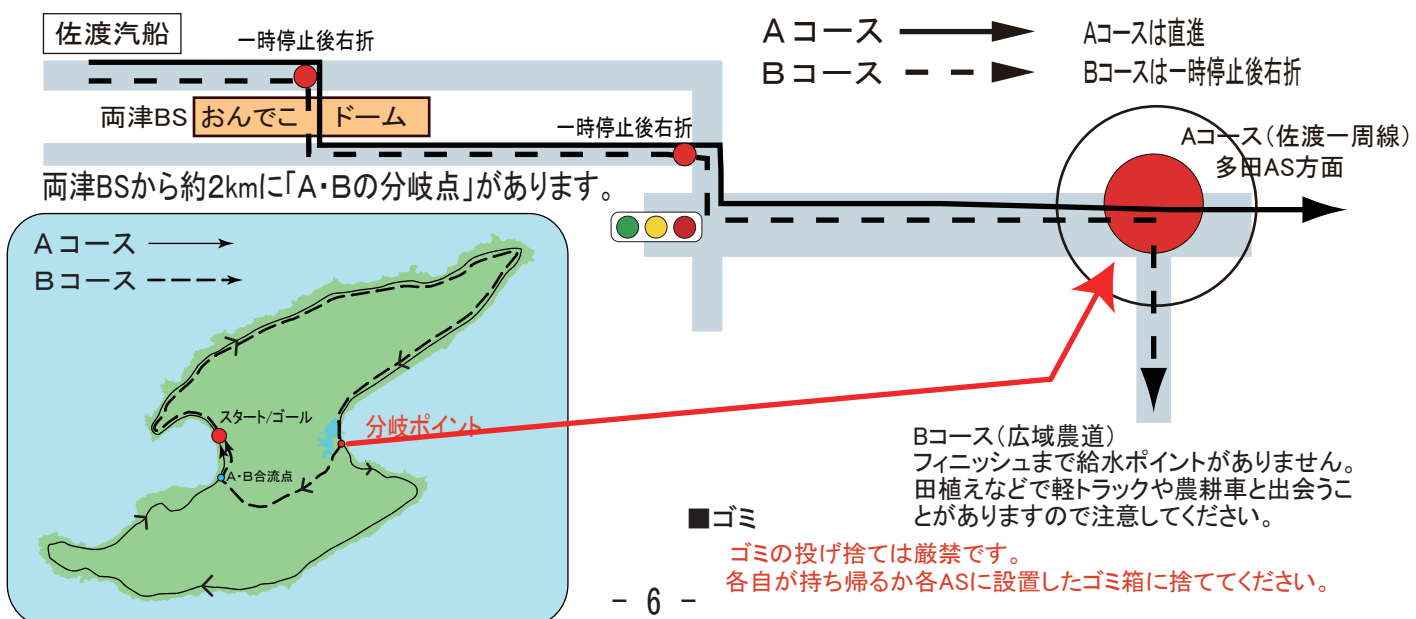 佐渡汽船
一時停止後右折
両津BS
おんでこ ドーム
一時停止後右折
両津BSから約2kmに「A・Bの分岐点」があります。
Aコース
Aコースは直進
Bコース
Bコースは一時停止後右折
Aコース（佐渡一周線）
多田AS方面
Aコース
Bコース
スタート/ゴール
分岐ポイント
A・B合流点
Bコース（広域農道）
フィニッシュまで給水ポイントがありません。
田植えなどで軽トラックや農耕車と出会うこ
とがありますので注意してください。
■ゴミ
ゴミの投げ捨ては厳禁です。
各自が持ち帰るか各ASに設置したゴミ箱に捨ててください。
- 6 -